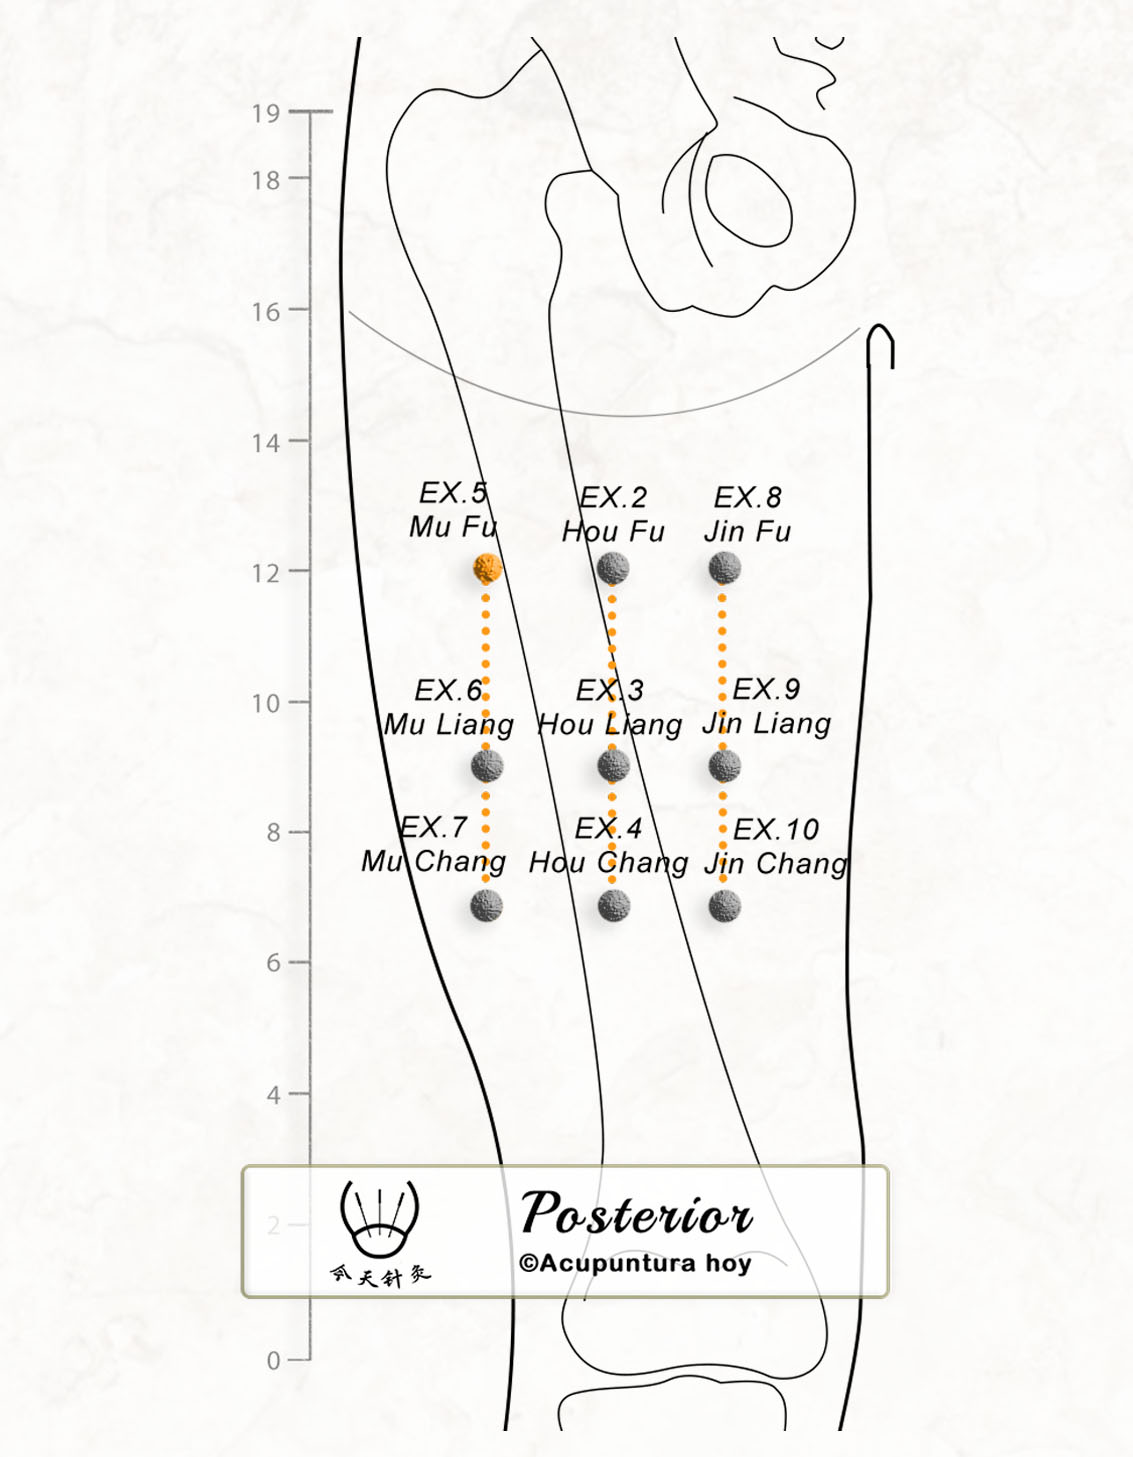 19
18
16
14
EX.5
Mu Fu
EX.2
Hou Fu
EX.8
Jin Fu
12
EX.6
Mu Liang
EX.3
Hou Liang
EX.9
Jin Liang
10
EX.7
Mu Chang
EX.4
Hou Chang
EX.10
Jin Chang
8
6
4
2
Posterior
©Acupuntura hoy
天针灸
0